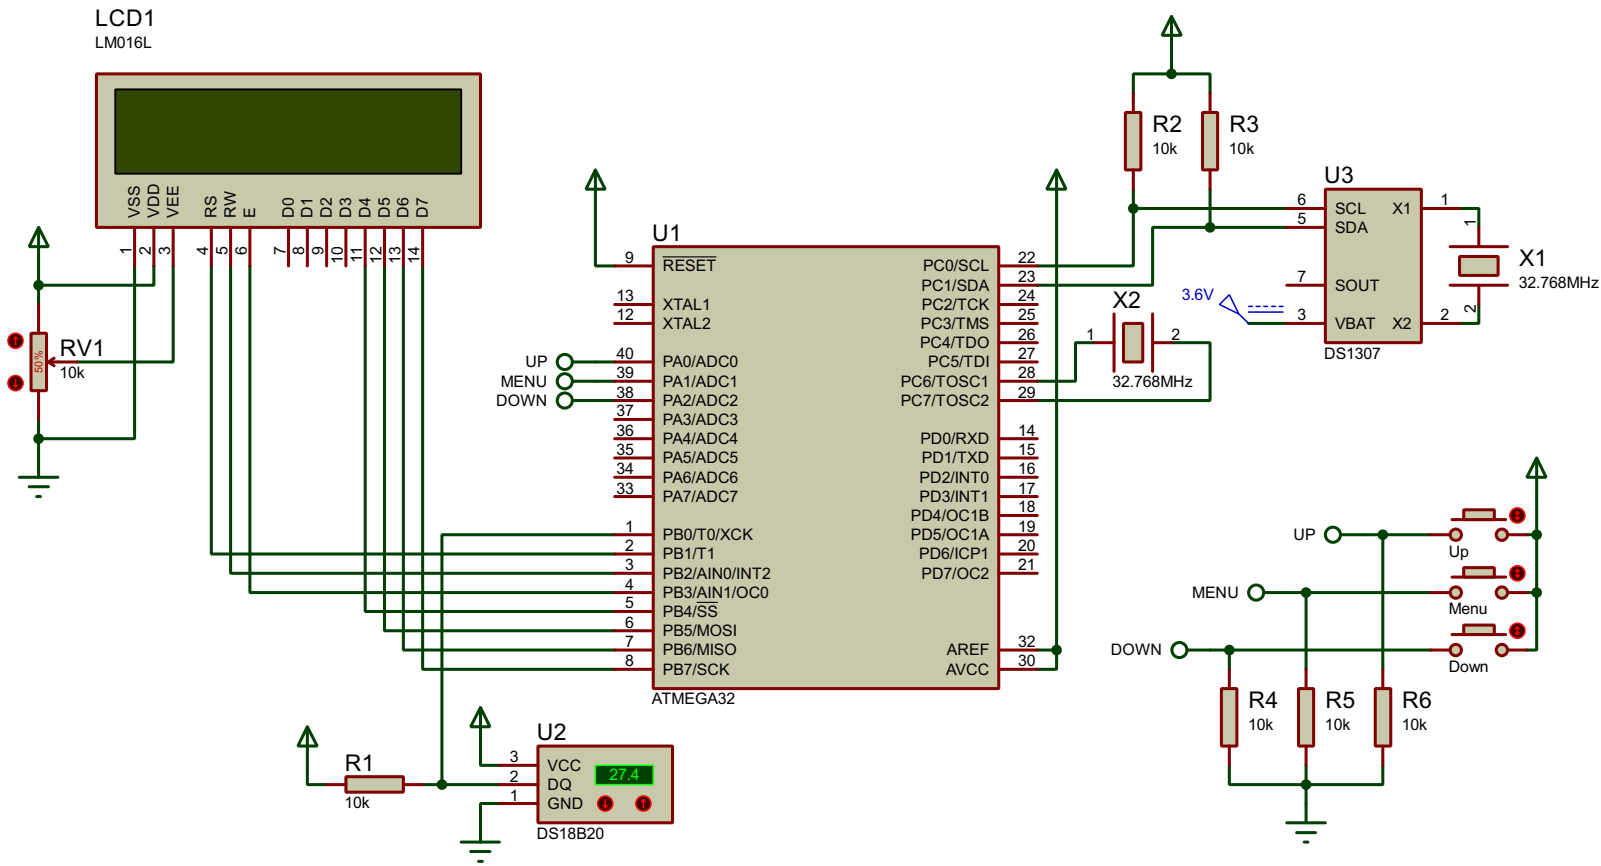 LCD1
LM016L
VSS
VDD
VEE
RS
RW
E
D0
D1
D2
D3
D4
D5
D6
D7
1
2
3
4
5
6
7
8
9
10
11
12
13
14
RV1
10k
50%
U1
9 RESET
13 XTAL1
12 XTAL2
UP 40 PA0/ADC0
MENU 39 PA1/ADC1
DOWN 38 PA2/ADC2
37 PA3/ADC3
36 PA4/ADC4
35 PA5/ADC5
34 PA6/ADC6
33 PA7/ADC7
1 PB0/T0/XCK
2 PB1/T1
3 PB2/AIN0/INT2
4 PB3/AIN1/OC0
5 PB4/SS
6 PB5/MOSI
7 PB6/MISO
8 PB7/SCK
PC0/SCL 22
PC1/SDA 23
PC2/TCK 24
PC3/TMS 25
PC4/TDO 26
PC5/TDI 27
PC6/TOSC1 28
PC7/TOSC2 29
PD0/RXD 14
PD1/TXD 15
PD2/INT0 16
PD3/INT1 17
PD4/OC1B 18
PD5/OC1A 19
PD6/ICP1 20
PD7/OC2 21
AREF 32
AVCC 30
ATMEGA32
X2
1 2
32.768MHz
R2
10k
R3
10k
U3
6 SCL X1 1
5 SDA
7 SOUT
3.6V
3 VBAT X2 2
DS1307
1
X1
32.768MHz
2
UP
Up
MENU
Menu
DOWN
Down
R4
10k
R5
10k
R6
10k
R1
10k
U2
3 VCC
2 DQ
1 GND
27.4
DS18B20